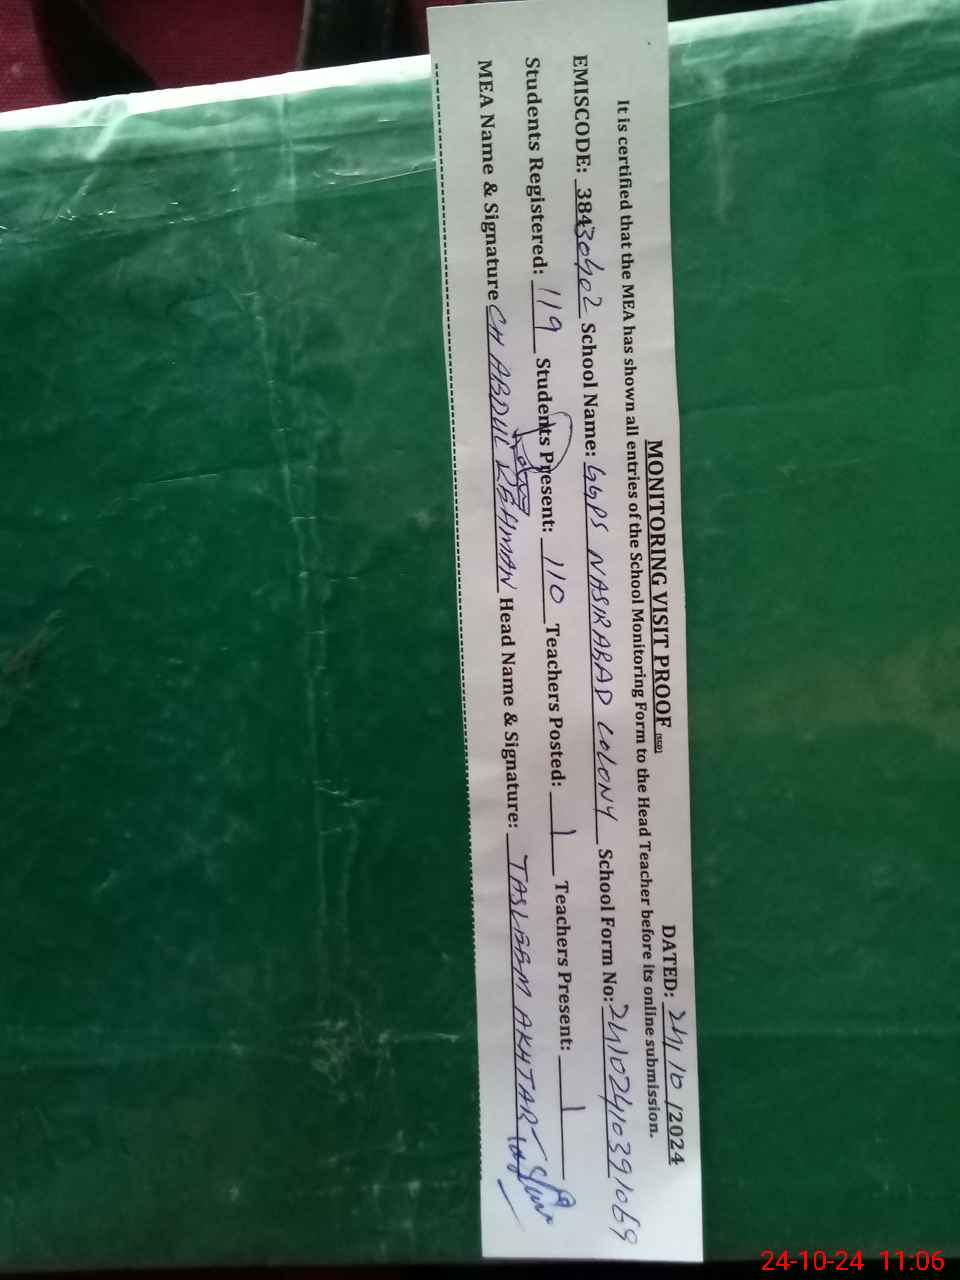 MONITORING VISIT PROOF (SED) DATED: 24/10/2024
It is certified that the MEA has shown all entries of the School Monitoring Form to the Head Teacher before its online submission.
EMISCODE: 38430402 School Name: GGPS NASIRABAD COLONY School Form No: 24102410391069
Students Registered: 119 Students Present: 110 Teachers Posted: 1 Teachers Present: 1
MEA Name & Signature CH ABDUL REHMAN Head Name & Signature: TASLEEM AKHTAR
24-10-24 11:06